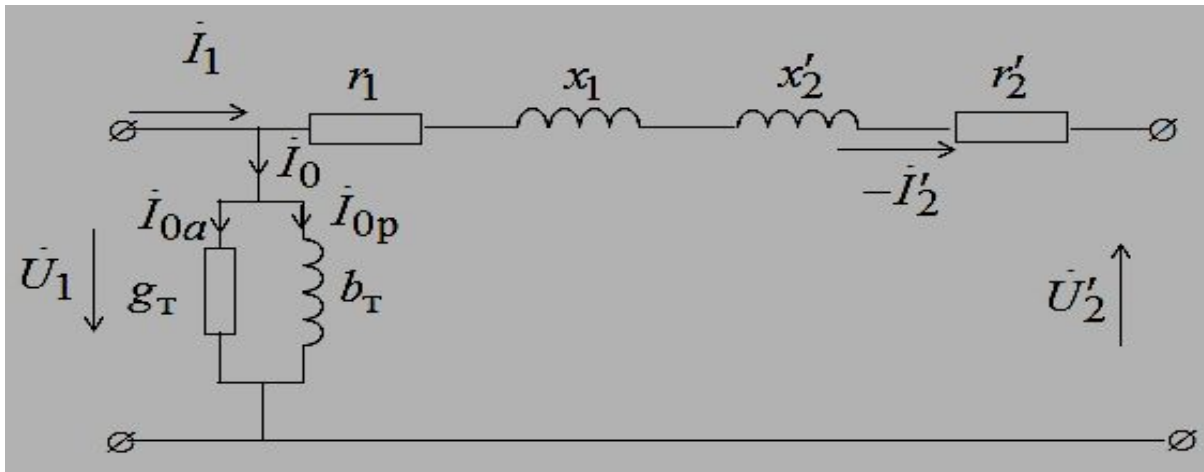 İ₁
r₁
x₁
x′₂
r′₂
İ₀
−İ′₂
İ₀a
İ₀р
U̇₁
gт
bт
U̇′₂